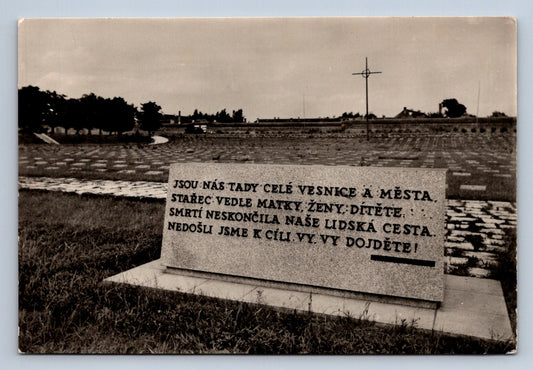 JSOU NÁS TADY CELÉ VESNICE A MĚSTA,
STAŘEC VEDLE MATKY, ŽENY, DÍTĚTE,
SMRTÍ NESKONČILA NAŠE LIDSKÁ CESTA.
NEDOŠLI JSME K CÍLI, VY, VY DOJDĚTE!